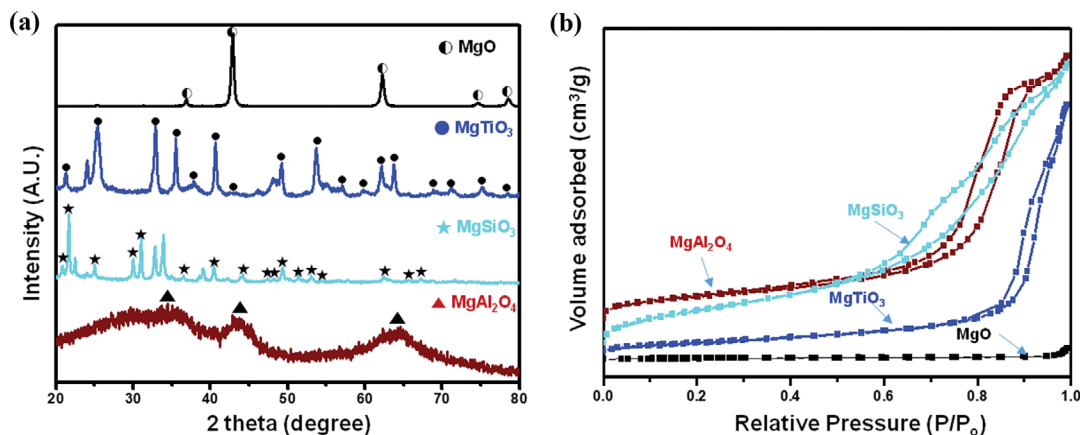 (a)
MgO
MgTiO₃
MgSiO₃
MgAl₂O₄
Intensity (A.U.)
20 30 40 50 60 70 80
2 theta (degree)
(b)
MgSiO₃
MgAl₂O₄
MgTiO₃
MgO
Volume adsorbed (cm³/g)
0.0 0.2 0.4 0.6 0.8 1.0
Relative Pressure (P/Pₒ)